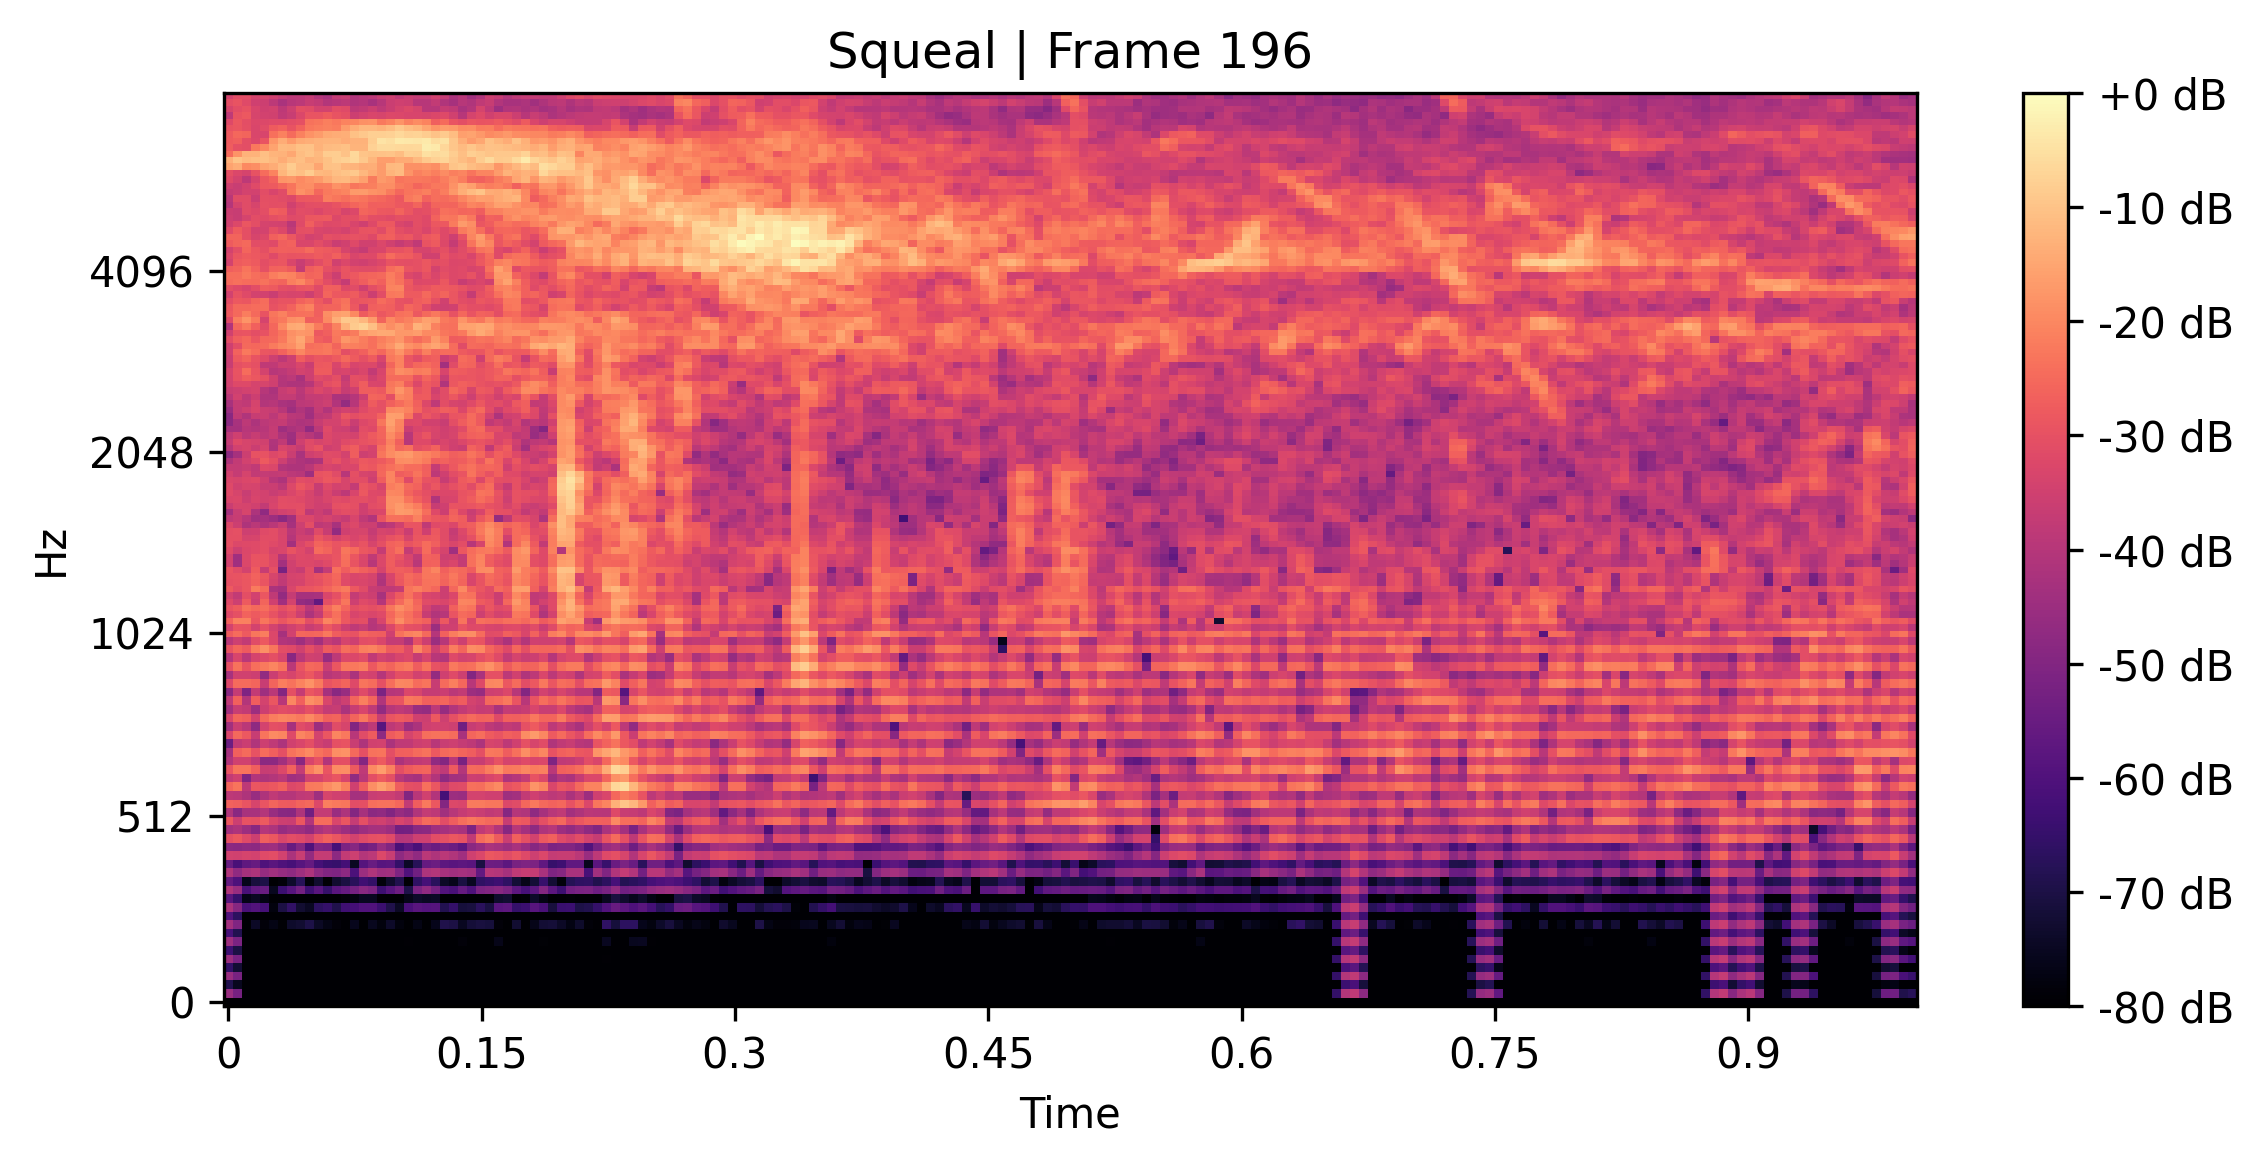 Squeal | Frame 196
Hz
4096
2048
1024
512
0
0 0.15 0.3 0.45 0.6 0.75 0.9
Time
+0 dB
-10 dB
-20 dB
-30 dB
-40 dB
-50 dB
-60 dB
-70 dB
-80 dB